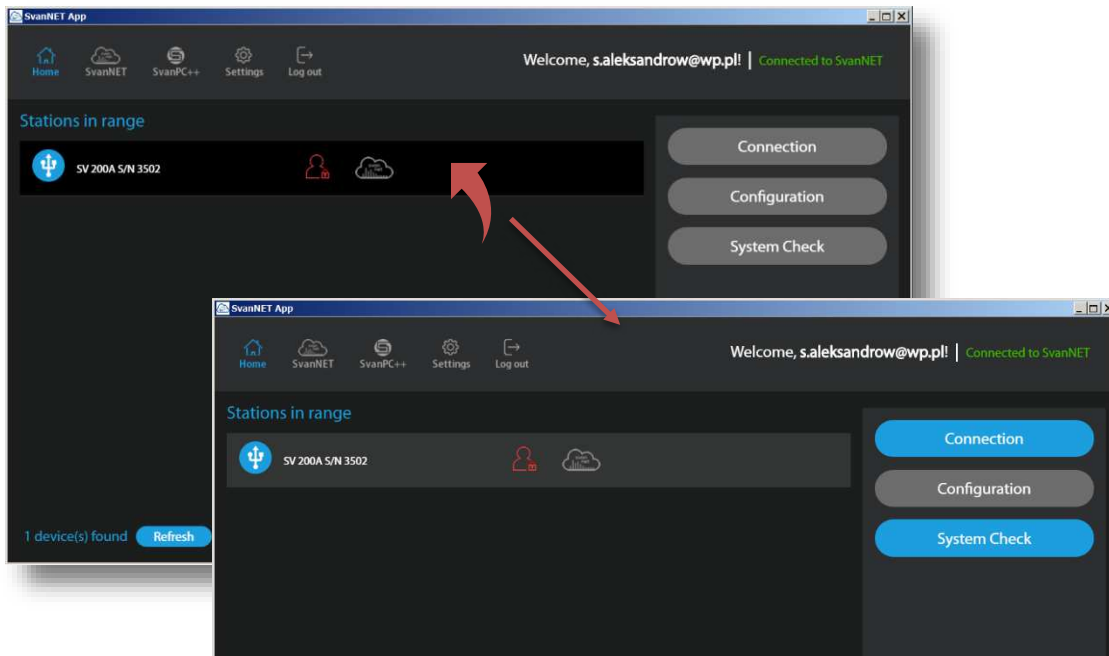 SvanNET App
Home SvanNET SvanPC++ Settings Log out
Welcome, s.aleksandrow@wp.pl! | Connected to SvanNET
Stations in range
SV 200A S/N 3502
Connection
Configuration
System Check
1 device(s) found Refresh
SvanNET App
Home SvanNET SvanPC++ Settings Log out
Welcome, s.aleksandrow@wp.pl! | Connected to SvanNET
Stations in range
SV 200A S/N 3502
Connection
Configuration
System Check